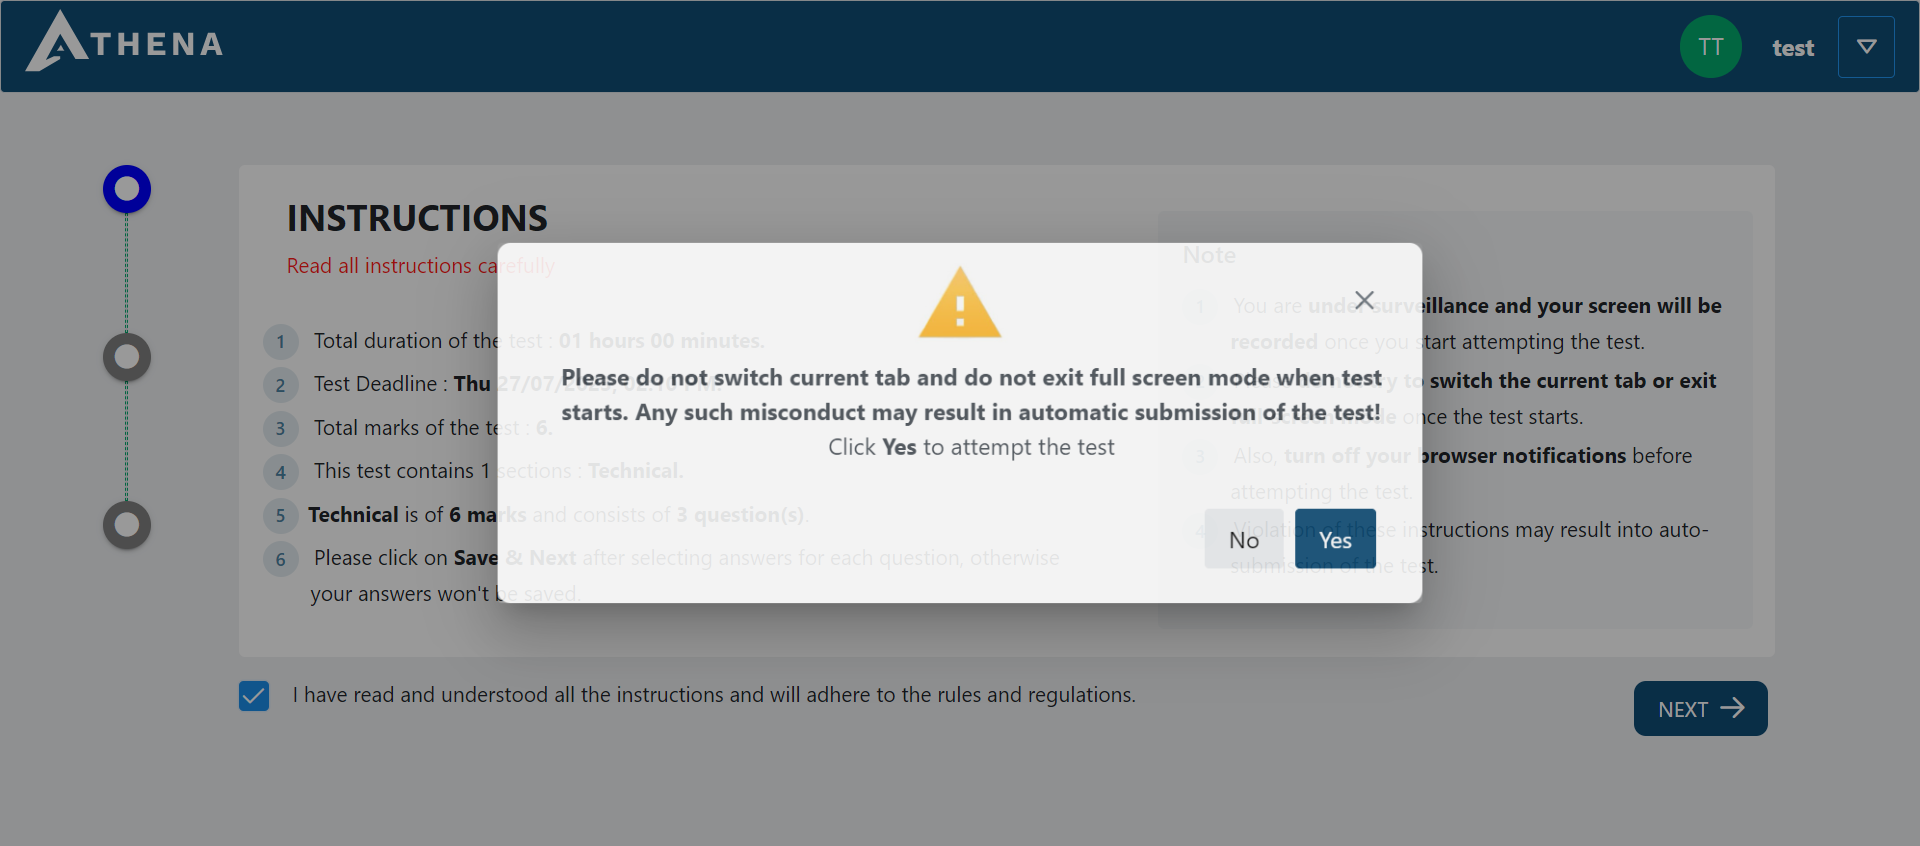 ATHENA
TT
test
INSTRUCTIONS
Read all instructions carefully
1 Total duration of the test : 01 hours 00 minutes.
2 Test Deadline : Thu 27/07/2023, 02:10 PM.
3 Total marks of the test : 6.
4 This test contains 1 sections : Technical.
5 Technical is of 6 marks and consists of 3 question(s).
6 Please click on Save & Next after selecting answers for each question, otherwise
your answers won't be saved.
Note
1 You are under surveillance and your screen will be
recorded once you start attempting the test.
Please do not try to switch the current tab or exit
full screen mode once the test starts.
3 Also, turn off your browser notifications before
attempting the test.
4 Violation of these instructions may result into auto-
submission of the test.
Please do not switch current tab and do not exit full screen mode when test
starts. Any such misconduct may result in automatic submission of the test!
Click Yes to attempt the test
No
Yes
I have read and understood all the instructions and will adhere to the rules and regulations.
NEXT